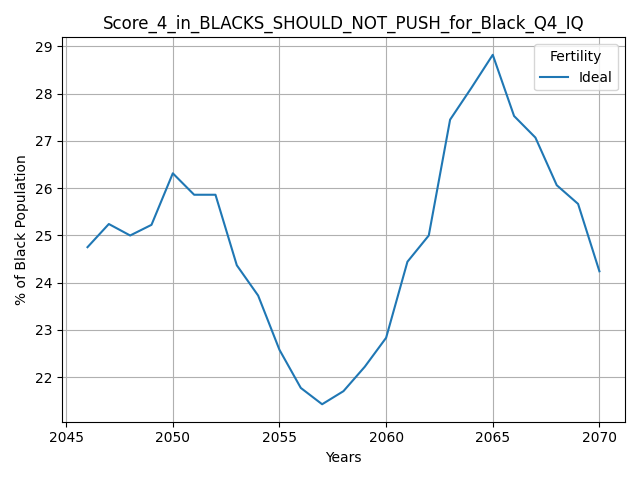 Score_4_in_BLACKS_SHOULD_NOT_PUSH_for_Black_Q4_IQ
Fertility
Ideal
% of Black Population
29
28
27
26
25
24
23
22
2045 2050 2055 2060 2065 2070
Years